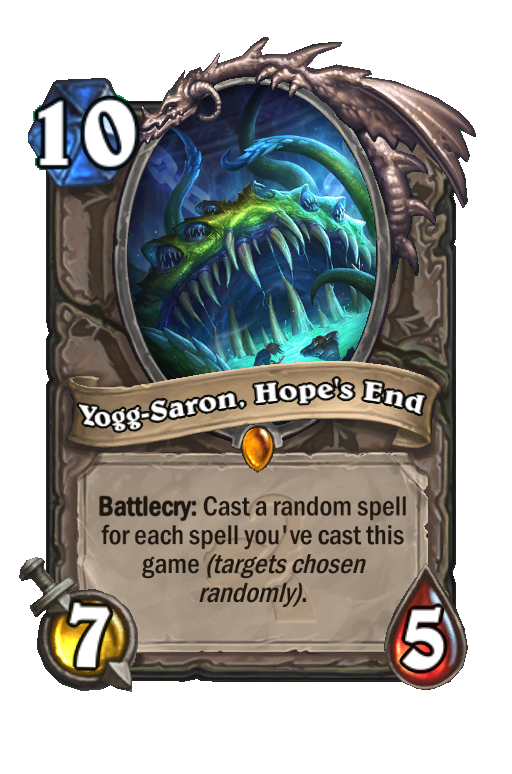 10
Yogg-Saron, Hope's End
Battlecry: Cast a random spell
for each spell you've cast this
game (targets chosen
randomly).
7
5